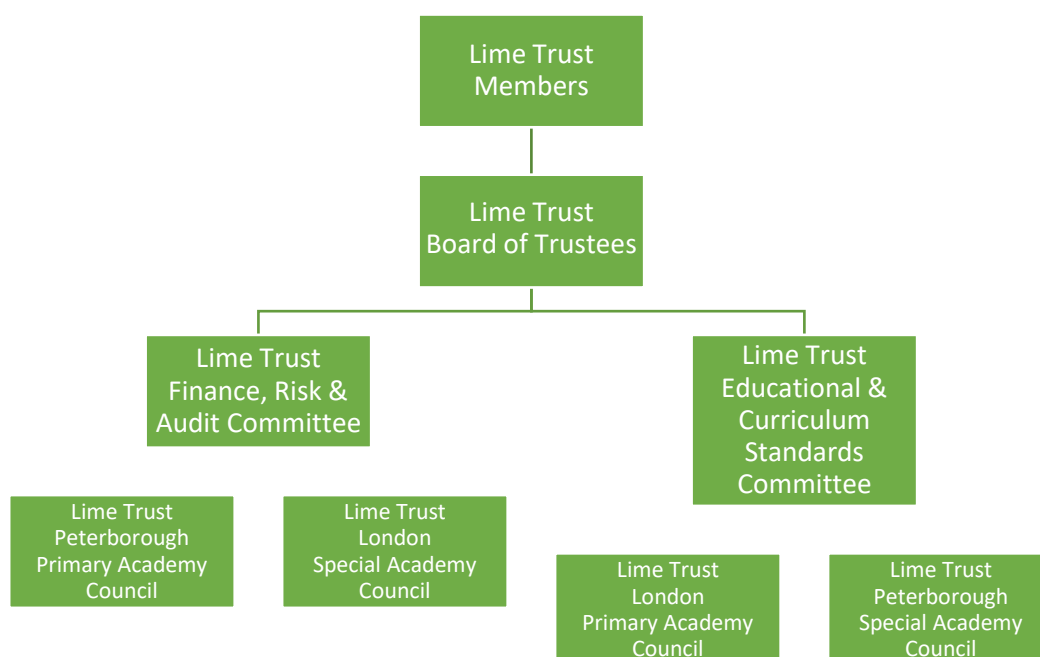 Lime Trust
Members
Lime Trust
Board of Trustees
Lime Trust
Finance, Risk &
Audit Committee
Lime Trust
Educational &
Curriculum
Standards
Committee
Lime Trust
Peterborough
Primary Academy
Council
Lime Trust
London
Special Academy
Council
Lime Trust
London
Primary Academy
Council
Lime Trust
Peterborough
Special Academy
Council